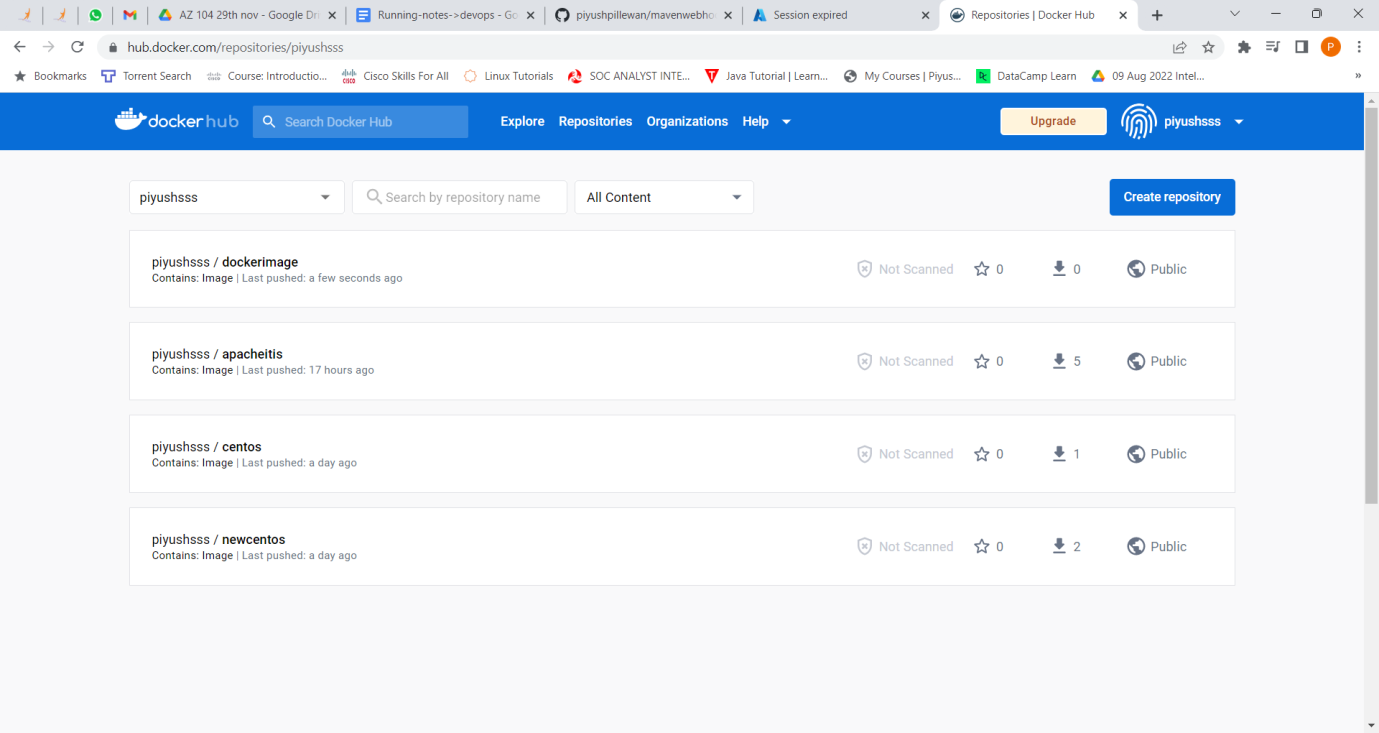 AZ 104 29th nov - Google Dri
Running-notes->devops - Go
piyushpillewan/mavenwebho
Session expired
Repositories | Docker Hub
hub.docker.com/repositories/piyushsss
P
Bookmarks
Torrent Search
Course: Introductio...
Cisco Skills For All
Linux Tutorials
SOC ANALYST INTE...
Java Tutorial | Learn...
My Courses | Piyus...
DataCamp Learn
09 Aug 2022 Intel...
»
dockerhub
Search Docker Hub
Explore
Repositories
Organizations
Help
Upgrade
piyushsss
piyushsss
Search by repository name
All Content
Create repository
piyushsss / dockerimage
Contains: Image | Last pushed: a few seconds ago
Not Scanned
0
0
Public
piyushsss / apacheitis
Contains: Image | Last pushed: 17 hours ago
Not Scanned
0
5
Public
piyushsss / centos
Contains: Image | Last pushed: a day ago
Not Scanned
0
1
Public
piyushsss / newcentos
Contains: Image | Last pushed: a day ago
Not Scanned
0
2
Public